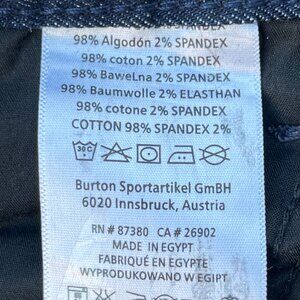 98% Algodón 2% SPANDEX
98% coton 2% SPANDEX
98% BaweLna 2% SPANDEX
98% Baumwolle 2% ELASTHAN
98% cotone 2% SPANDEX
COTTON 98% SPANDEX 2%
30C
Burton Sportartikel GmBH
6020 Innsbruck, Austria
RN # 87380 CA # 26902
MADE IN EGYPT
FABRIQUÉ EN EGYPTE
WYPRODUKOWANO W EGIPT